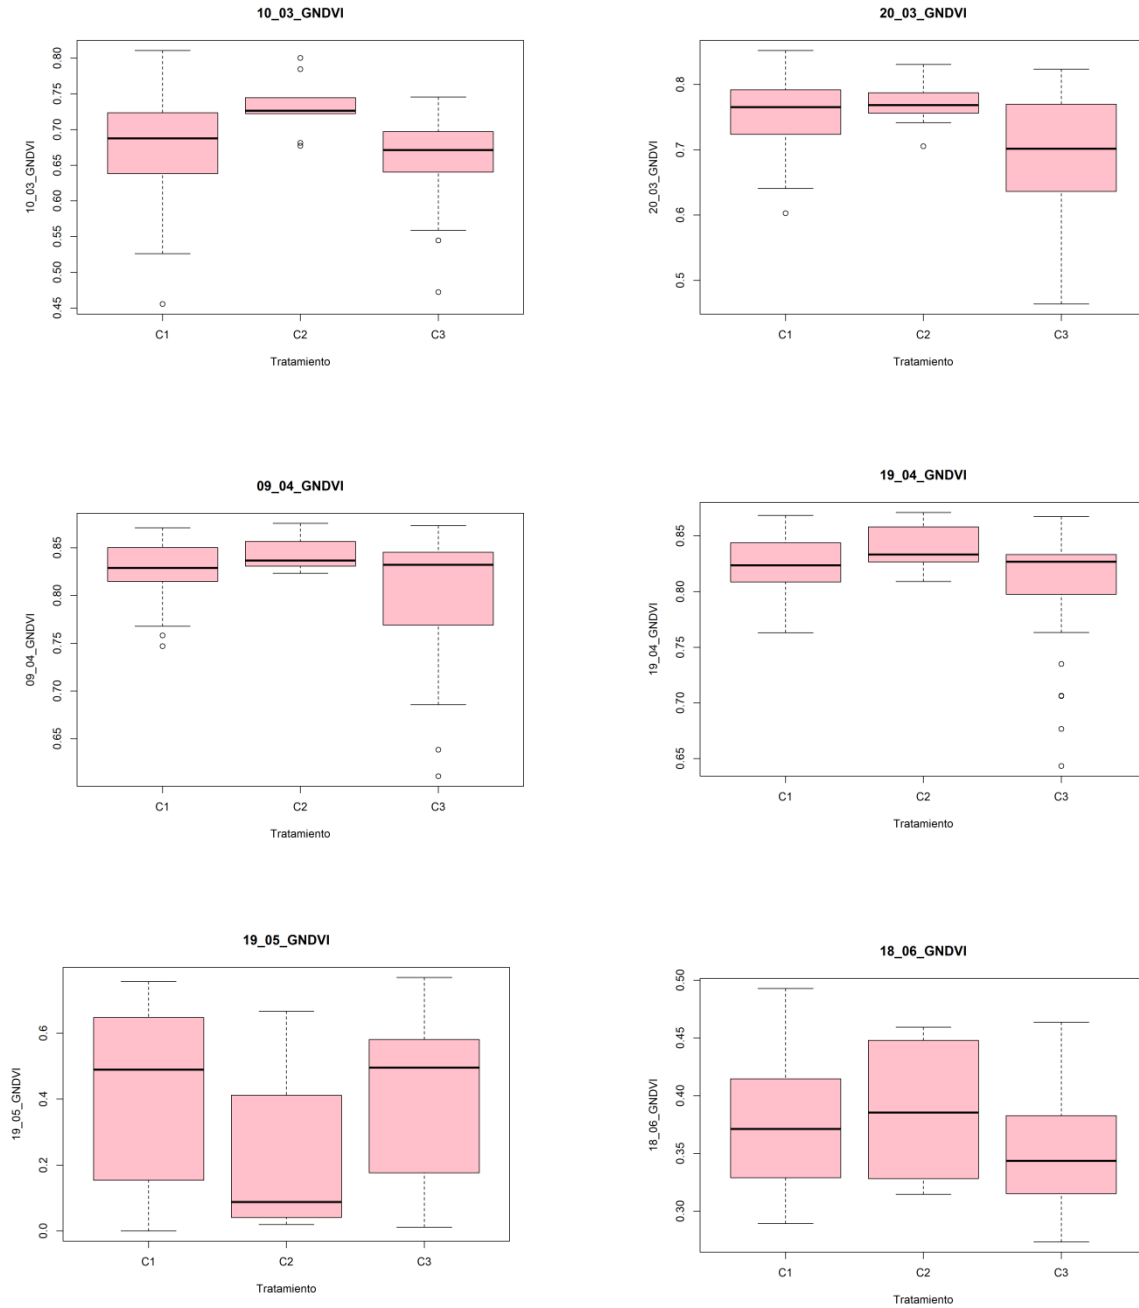 10_03_GNDVI
10_03_GNDVI
0.80
0.75
0.70
0.65
0.60
0.55
0.50
0.45
C1 C2 C3
Tratamiento
20_03_GNDVI
20_03_GNDVI
0.8
0.7
0.6
0.5
C1 C2 C3
Tratamiento
09_04_GNDVI
09_04_GNDVI
0.85
0.80
0.75
0.70
0.65
C1 C2 C3
Tratamiento
19_04_GNDVI
19_04_GNDVI
0.85
0.80
0.75
0.70
0.65
C1 C2 C3
Tratamiento
19_05_GNDVI
19_05_GNDVI
0.6
0.4
0.2
0.0
C1 C2 C3
Tratamiento
18_06_GNDVI
18_06_GNDVI
0.50
0.45
0.40
0.35
0.30
C1 C2 C3
Tratamiento